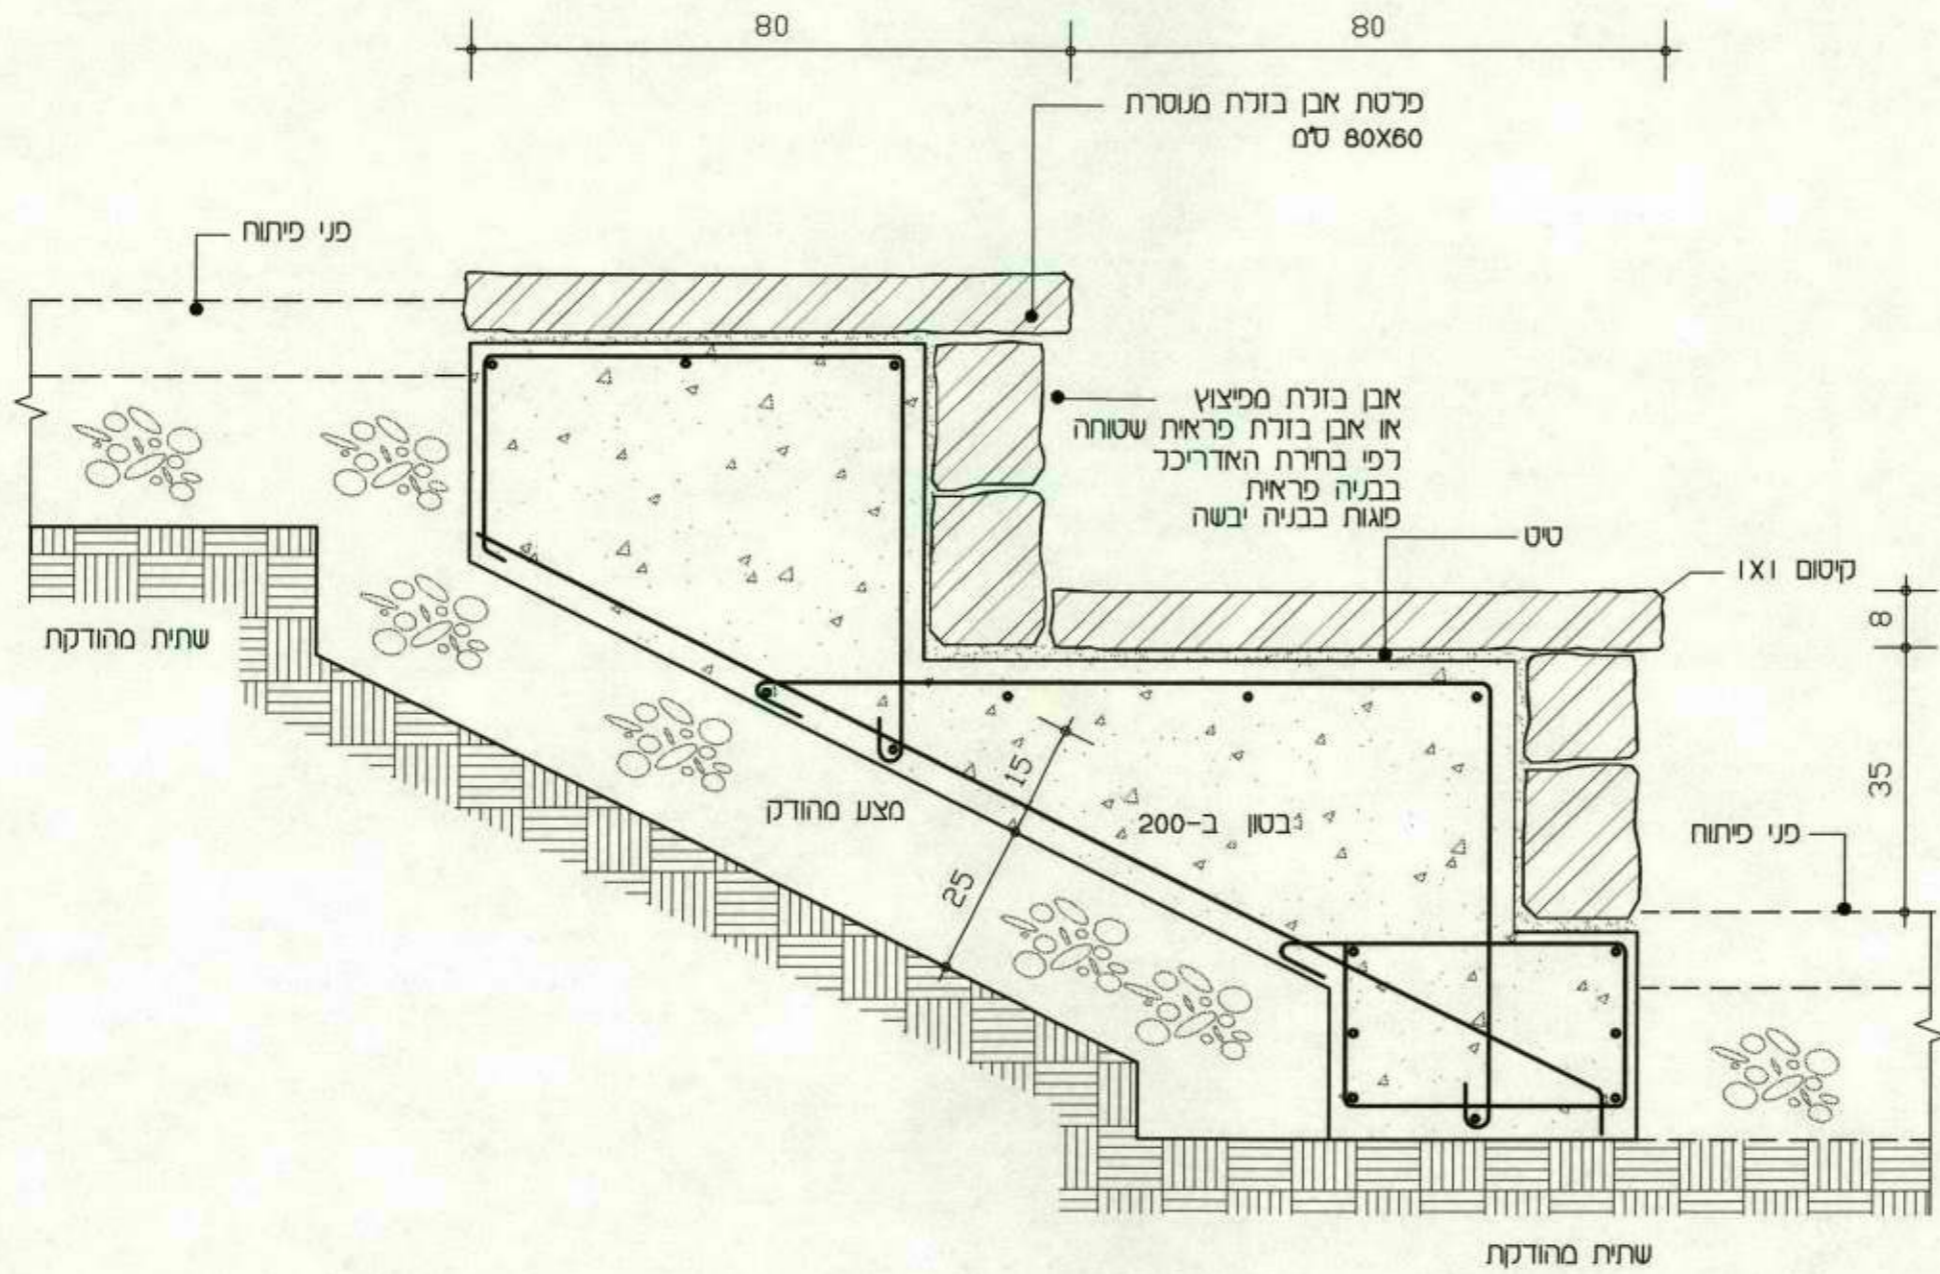 80
80
פלטת אבן בזלת מנוסרת
80X60 ס"מ
פני פיתוח
אבן בזלת מפיצוץ
או אבן בזלת פראית שטוחה
לפי בחירת האדריכל
בבניה פראית
פוגות בבניה יבשה
טיט
קיטום 1X1
8
35
שתית מהודקת
15
25
מצע מהודק
בטון ב-200
פני פיתוח
שתית מהודקת